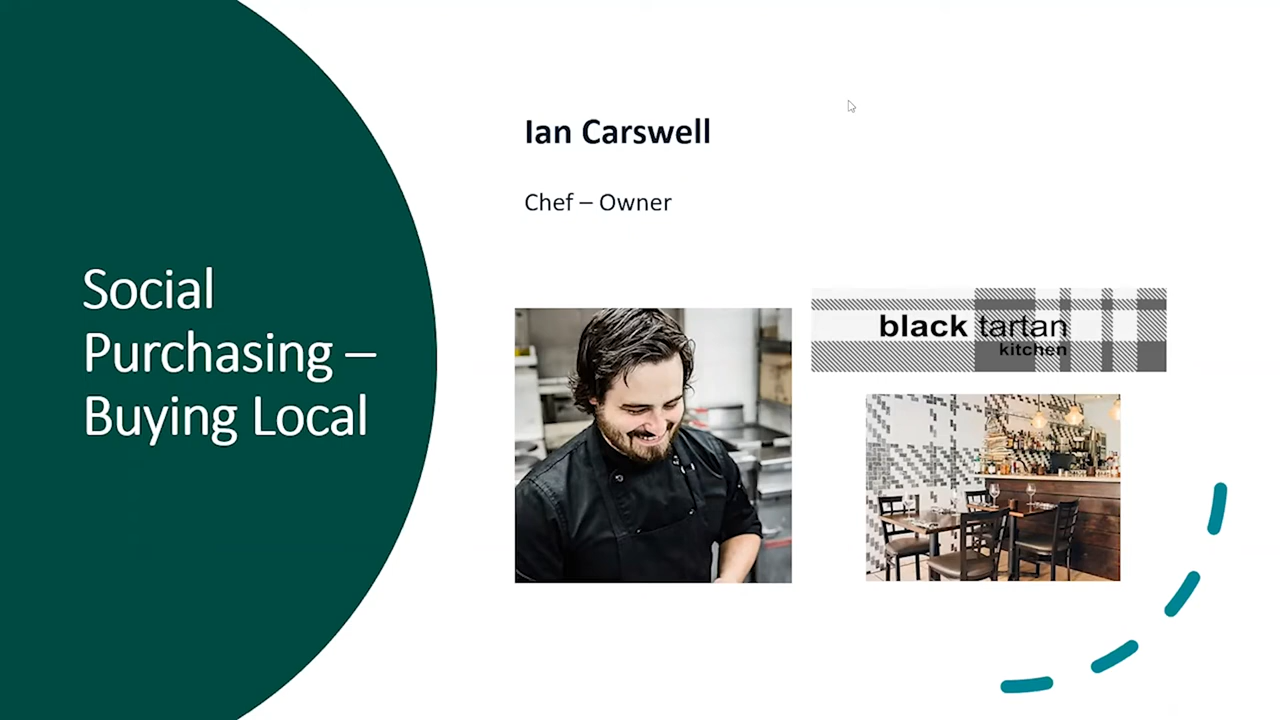 Social
Purchasing –
Buying Local
Ian Carswell
Chef – Owner
black tartan
kitchen